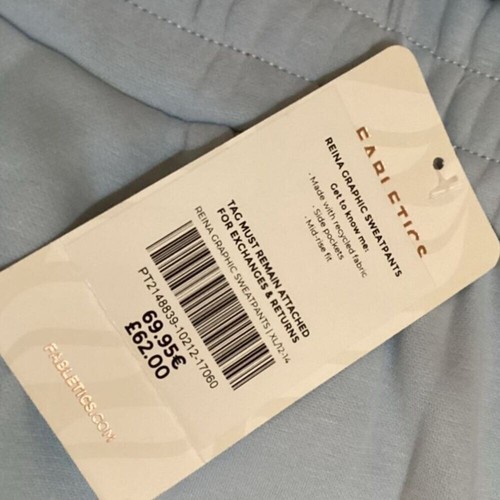 FABLETICS
REINA GRAPHIC SWEATPANTS
Get to know me:
- Made with recycled fabric
- Side pockets
- Mid-rise fit
TAG MUST REMAIN ATTACHED
FOR EXCHANGES & RETURNS
REINA GRAPHIC SWEATPANTS | XL/12-14
PT2148839-10212-17060
69.95€
£62.00
FABLETICS.COM